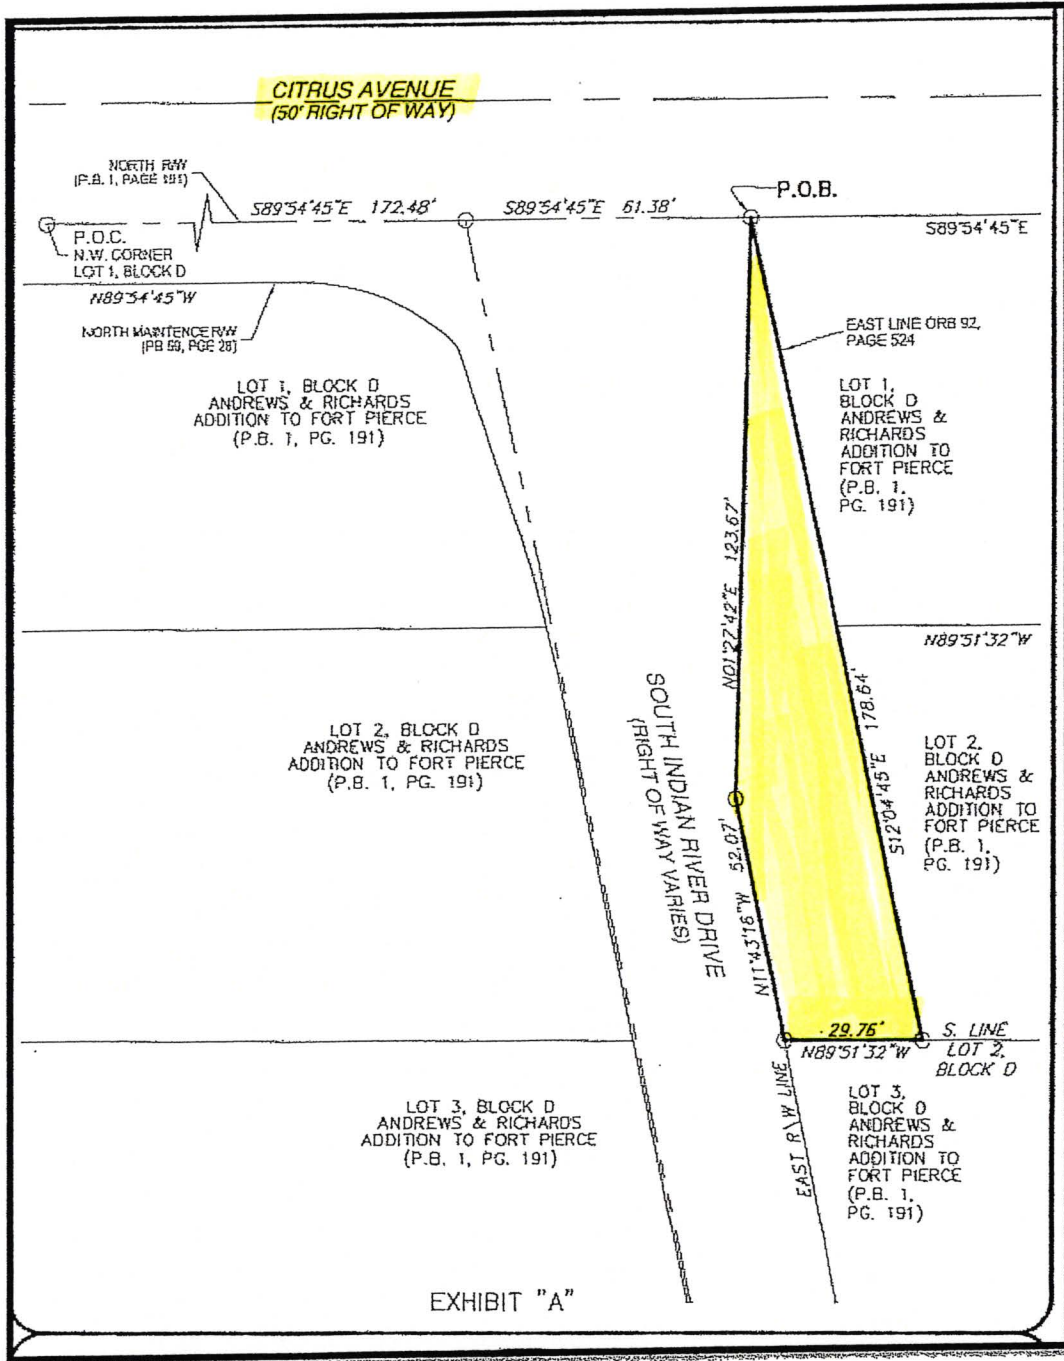 CITRUS AVENUE
(50' RIGHT OF WAY)
NORTH R/W
(P.B. 1, PAGE 191)
S89°54'45"E 172.48'
S89°54'45"E 61.38'
P.O.B.
S89°54'45"E
P.O.C.
N.W. CORNER
LOT 1, BLOCK D
N89°54'45"W
NORTH MAINTENCE R/W
(PB 59, PGE 28)
EAST LINE ORB 92,
PAGE 524
LOT 1, BLOCK D
ANDREWS & RICHARDS
ADDITION TO FORT PIERCE
(P.B. 1, PG. 191)
LOT 1,
BLOCK D
ANDREWS &
RICHARDS
ADDITION TO
FORT PIERCE
(P.B. 1,
PG. 191)
N01°27'42"E 123.67'
N89°51'32"W
SOUTH INDIAN RIVER DRIVE
(RIGHT OF WAY VARIES)
S12°04'45"E 178.64'
LOT 2, BLOCK D
ANDREWS & RICHARDS
ADDITION TO FORT PIERCE
(P.B. 1, PG. 191)
LOT 2,
BLOCK D
ANDREWS &
RICHARDS
ADDITION TO
FORT PIERCE
(P.B. 1,
PG. 191)
N11°43'16"W 52.07'
29.76'
N89°51'32"W
S. LINE
LOT 2,
BLOCK D
EAST R\W LINE
LOT 3, BLOCK D
ANDREWS & RICHARDS
ADDITION TO FORT PIERCE
(P.B. 1, PG. 191)
LOT 3,
BLOCK D
ANDREWS &
RICHARDS
ADDITION TO
FORT PIERCE
(P.B. 1,
PG. 191)
EXHIBIT "A"